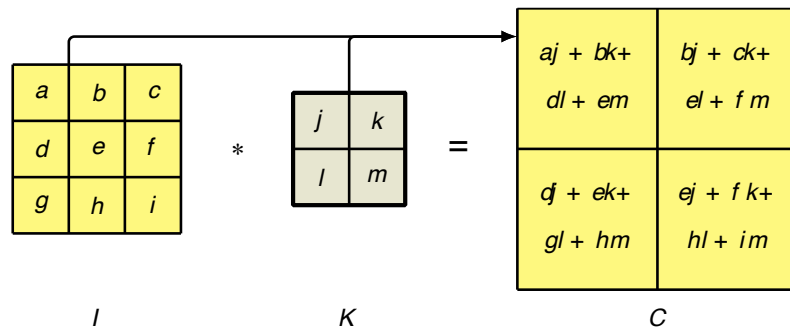 a b c
d e f
g h i
*
j k
l m
=
aj + bk+
dl + em
bj + ck+
el + f m
dj + ek+
gl + hm
ej + f k+
hl + i m
I K C